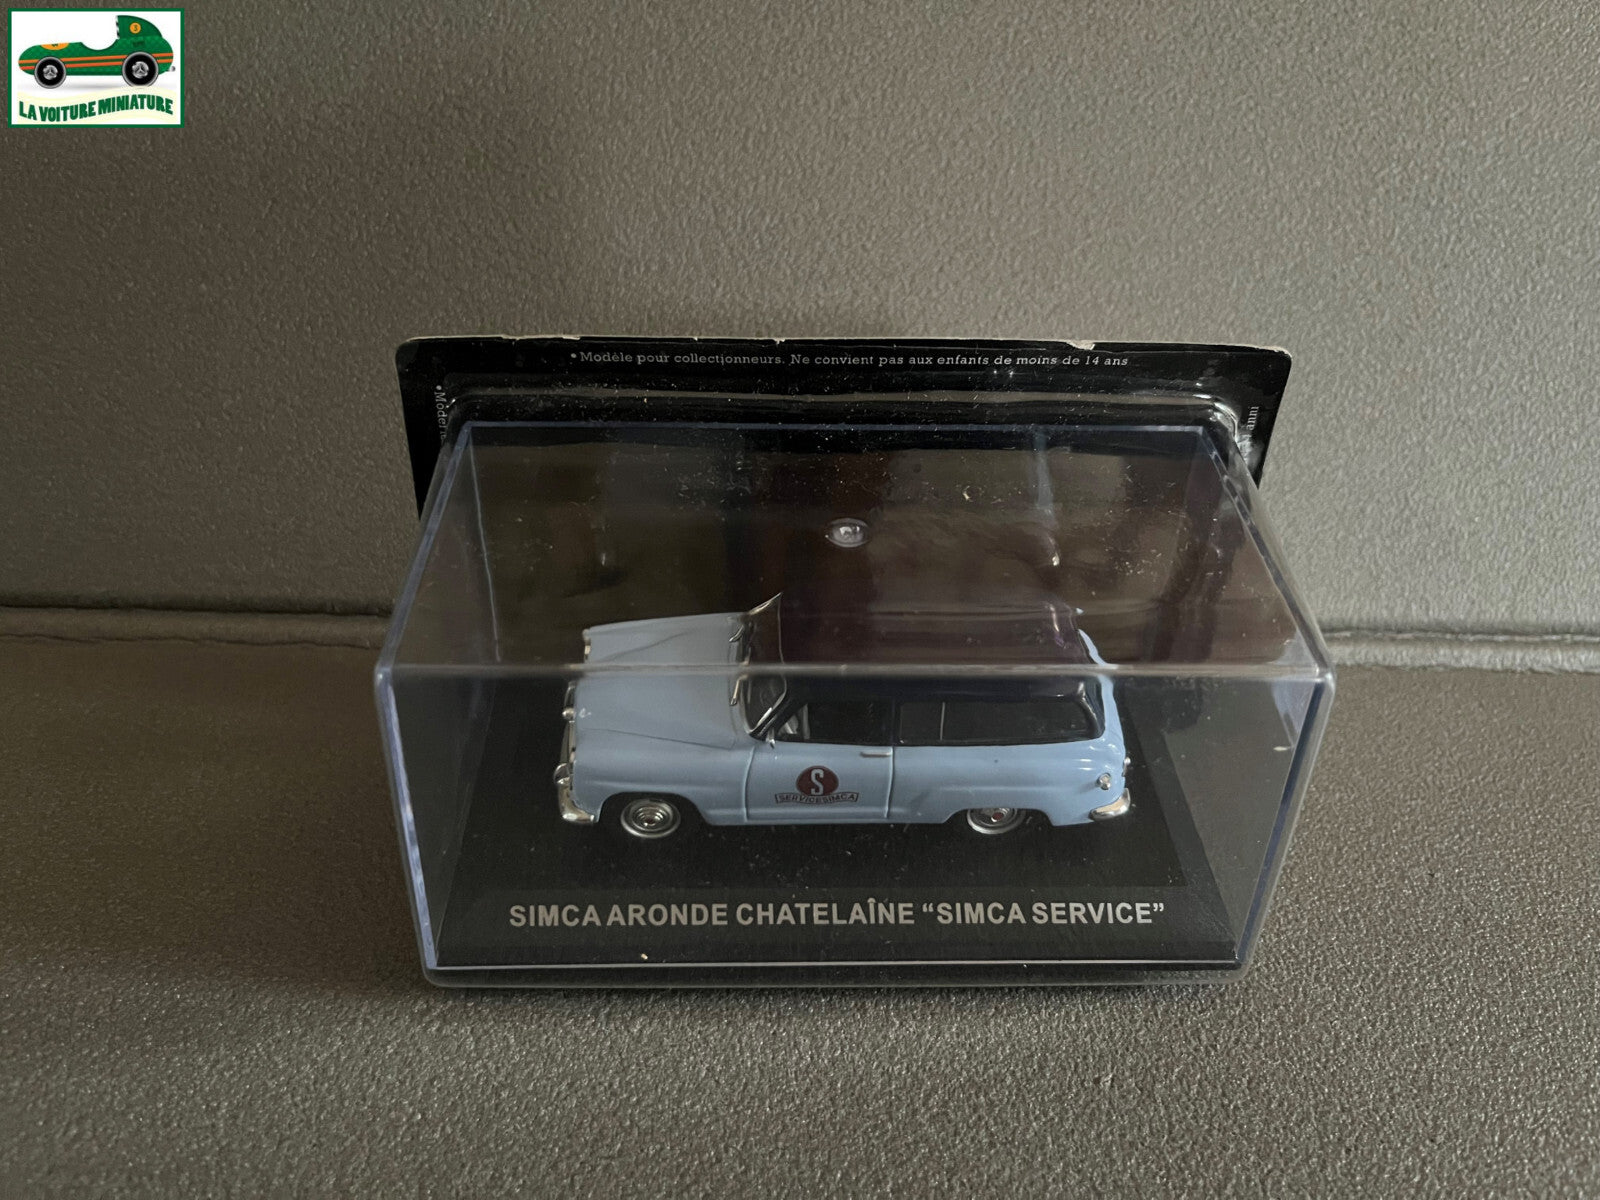 LA VOITURE MINIATURE
• Modèle pour collectionneurs. Ne convient pas aux enfants de moins de 14 ans
anni
S
SERVICE SIMCA
SIMCA ARONDE CHATELAÎNE “SIMCA SERVICE”